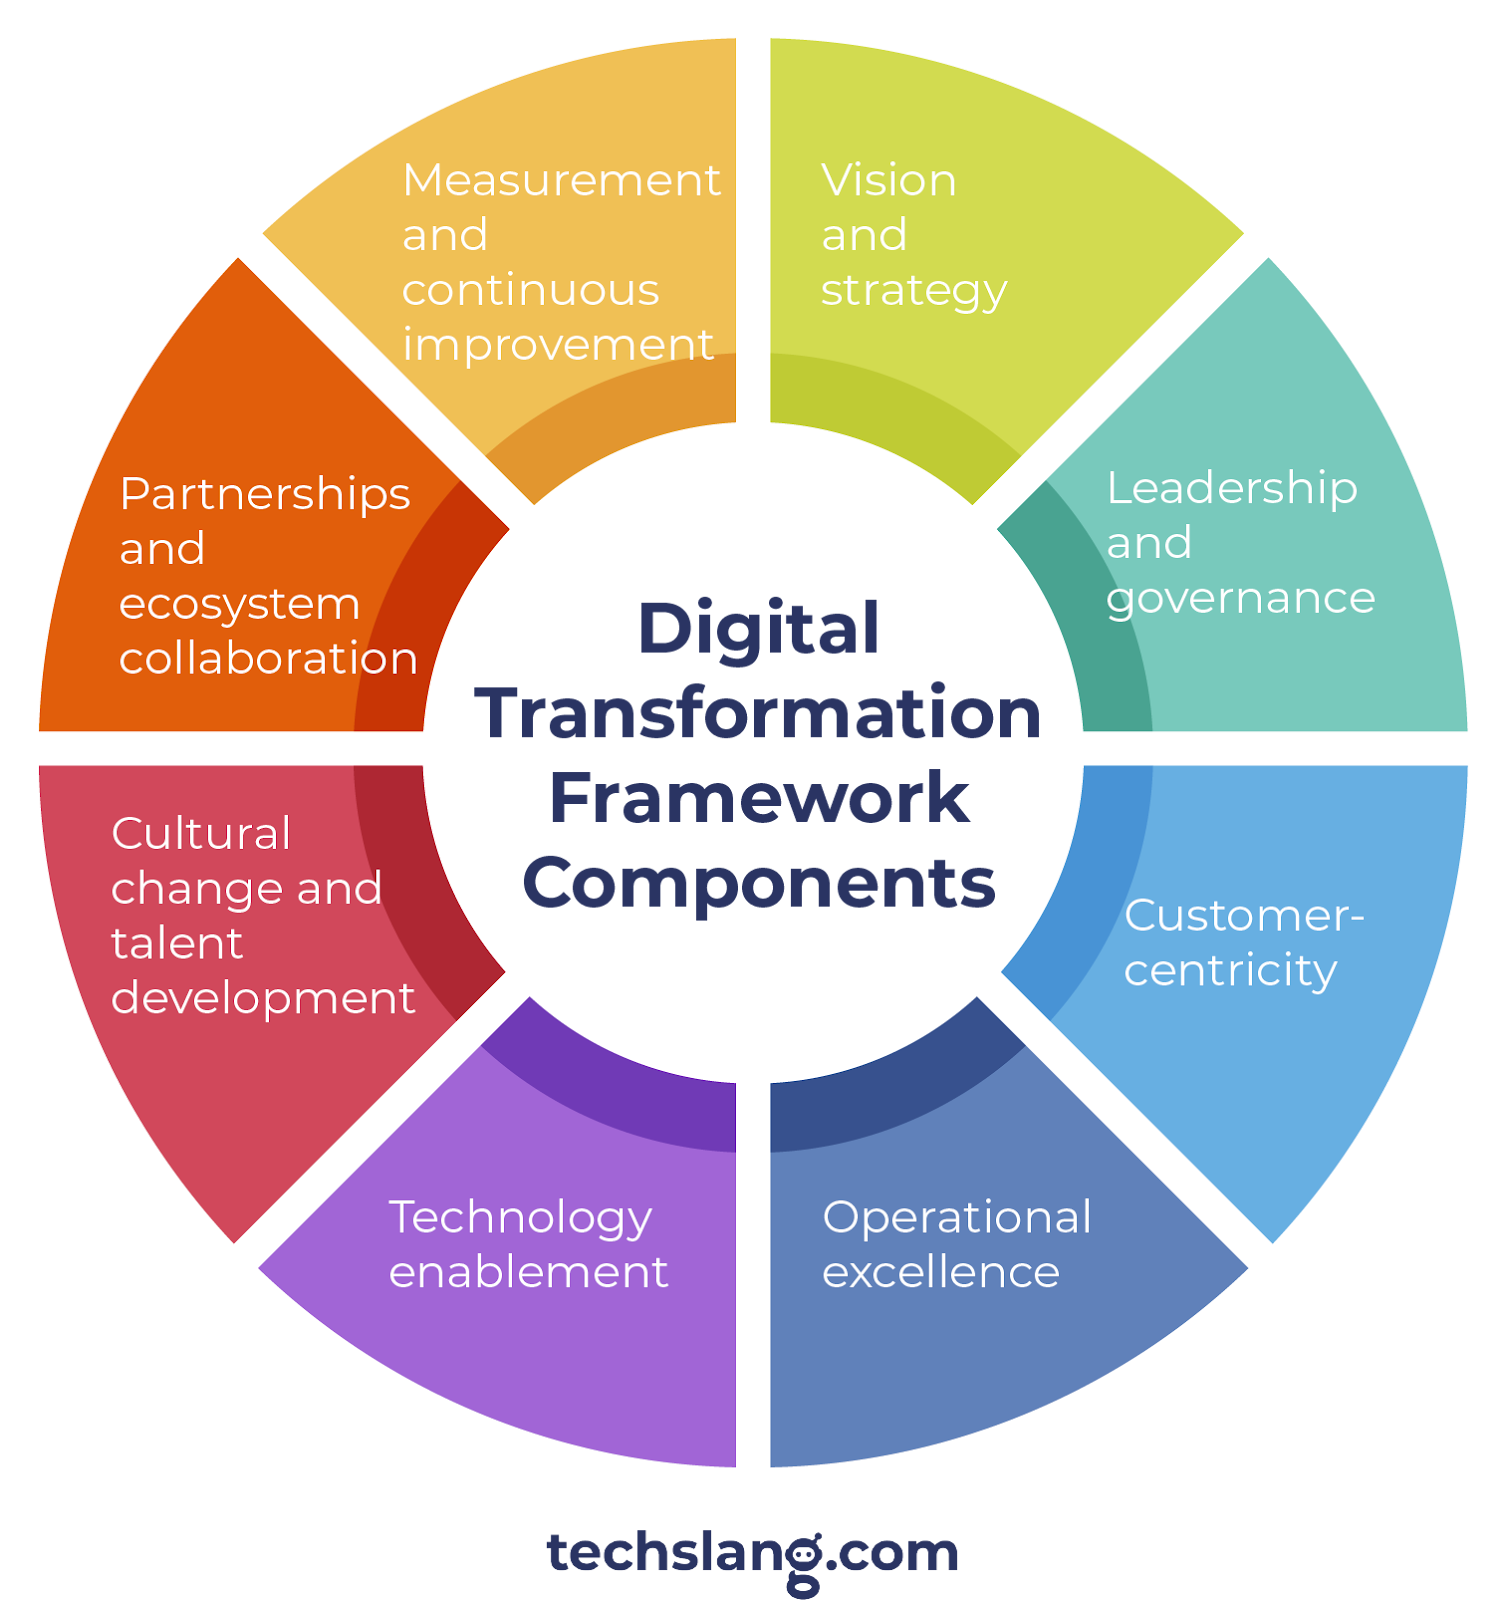 Digital
Transformation
Framework
Components
Vision
and
strategy
Leadership
and
governance
Customer-
centricity
Operational
excellence
Technology
enablement
Cultural
change and
talent
development
Partnerships
and
ecosystem
collaboration
Measurement
and
continuous
improvement
techslang.com